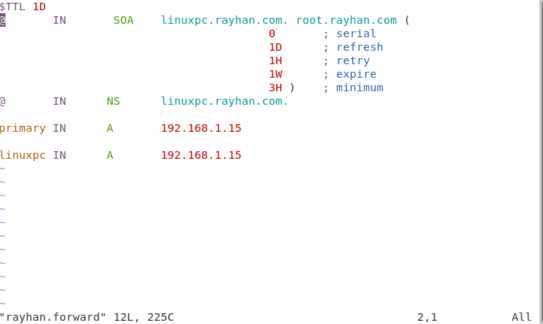 $TTL 1D
@ IN SOA linuxpc.rayhan.com. root.rayhan.com (
0 ; serial
1D ; refresh
1H ; retry
1W ; expire
3H ) ; minimum
@ IN NS linuxpc.rayhan.com.
primary IN A 192.168.1.15
linuxpc IN A 192.168.1.15
~
~
~
~
~
~
~
~
~
~
~
"rayhan.forward" 12L, 225C 2,1 All